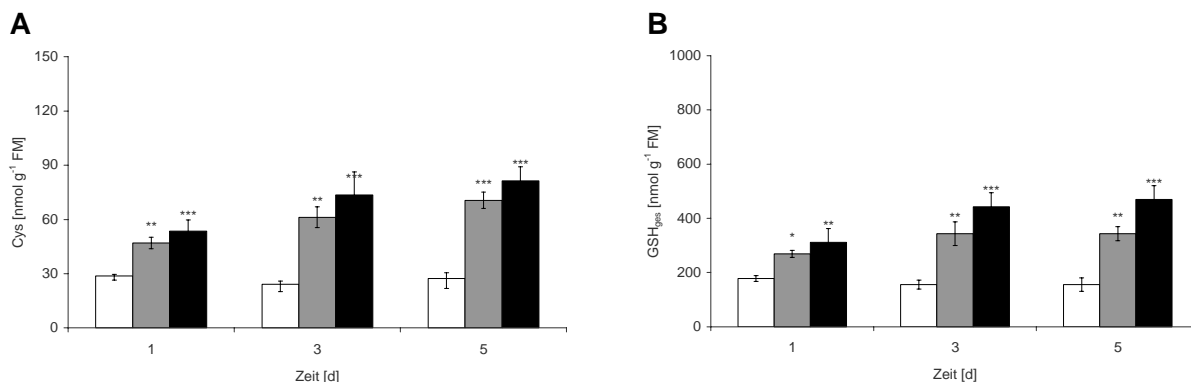 A
150
120
90
60
30
0
Cys [nmol g⁻¹ FM]
** ***
** ***
*** ***
1 3 5
Zeit [d]
B
1000
800
600
400
200
0
GSHges [nmol g⁻¹ FM]
* **
** ***
** ***
1 3 5
Zeit [d]